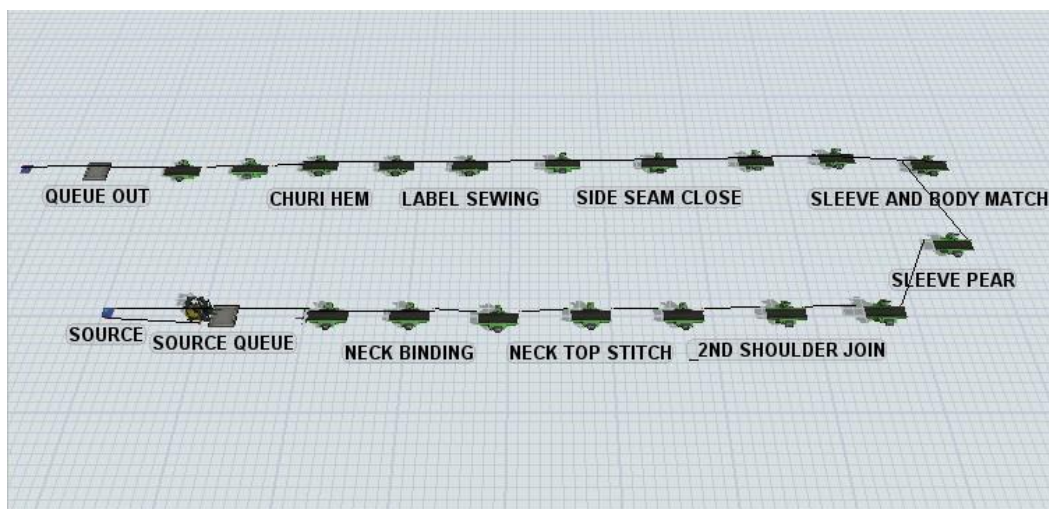 QUEUE OUT
CHURI HEM
LABEL SEWING
SIDE SEAM CLOSE
SLEEVE AND BODY MATCH
SLEEVE PEAR
SOURCE
SOURCE QUEUE
NECK BINDING
NECK TOP STITCH
_2ND SHOULDER JOIN